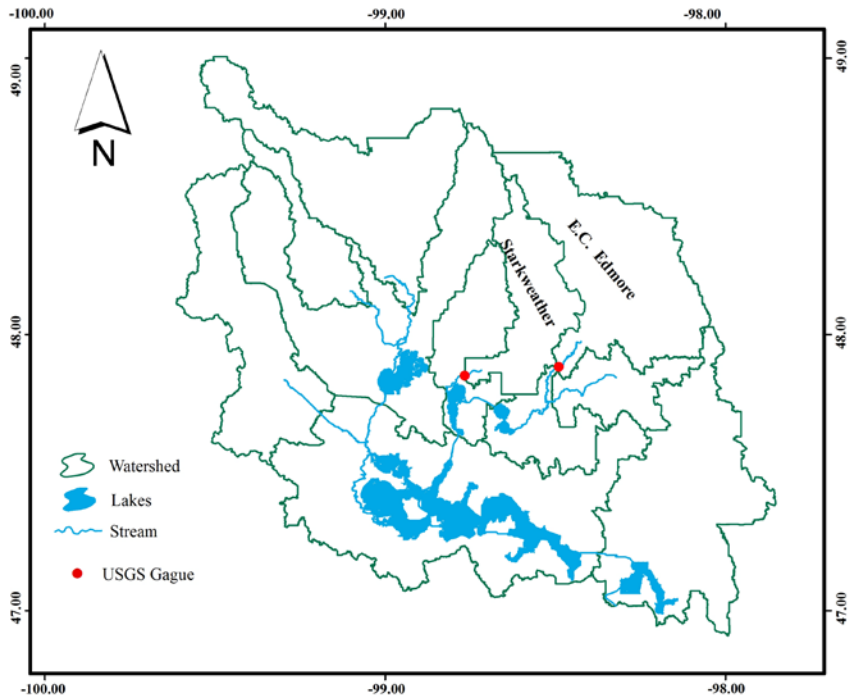 -100.00
-99.00
-98.00
49.00
49.00
N
E.C. Edmore
Starkweather
48.00
48.00
Watershed
Lakes
Stream
USGS Gague
47.00
47.00
-100.00
-99.00
-98.00